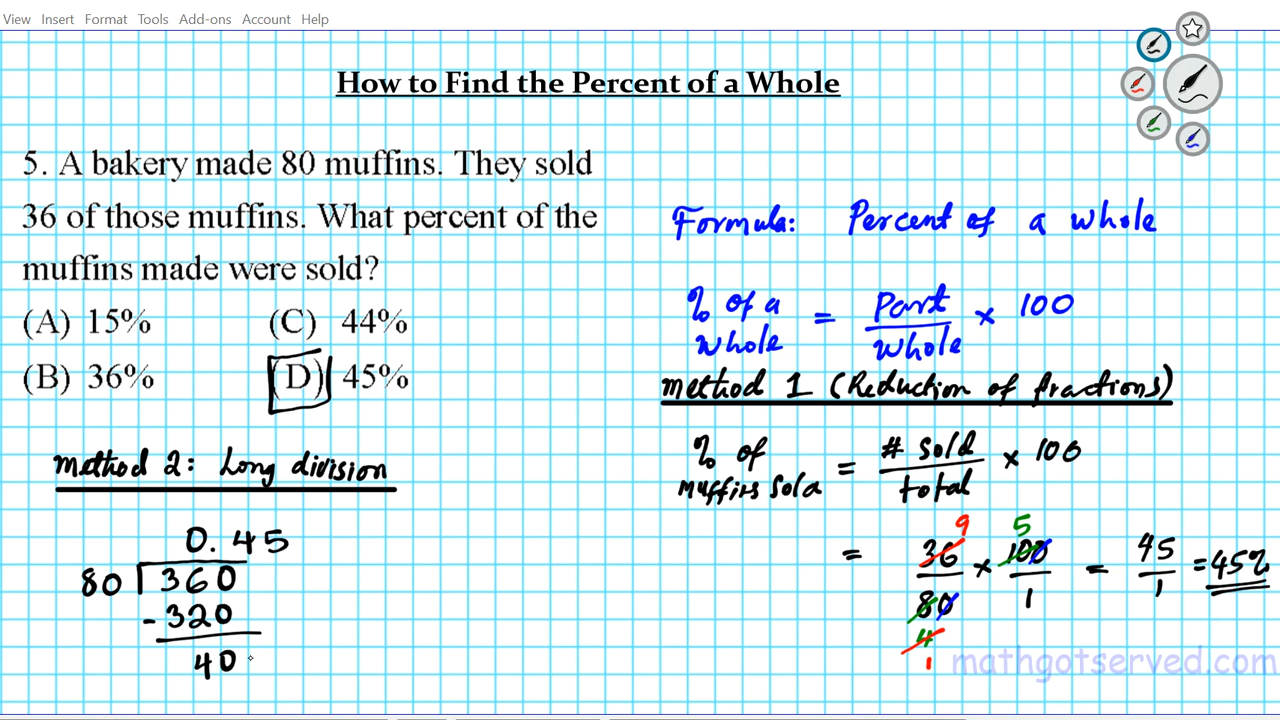 View Insert Format Tools Add-ons Account Help
How to Find the Percent of a Whole
5. A bakery made 80 muffins. They sold
36 of those muffins. What percent of the
muffins made were sold?
(A) 15% (C) 44%
(B) 36% (D) 45%
Method 2: Long division
0.45
80 360
- 320
40
Formula: Percent of a whole
% of a whole = Part / whole × 100
Method 1 (Reduction of fractions)
% of muffins sold = # sold / total × 100
= 36 / 80 × 100 / 1 = 45 / 1 = 45%
9 5
4
1
mathgotserved.com